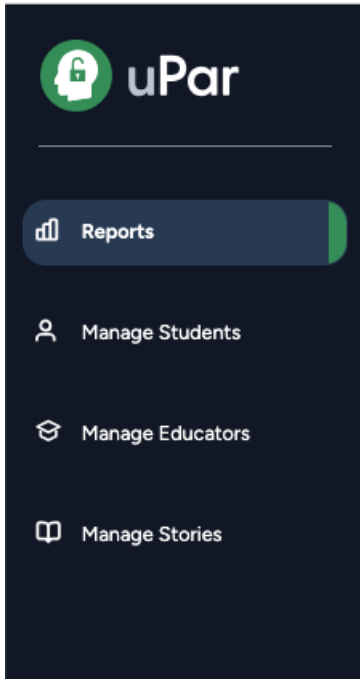 uPar
Reports
Manage Students
Manage Educators
Manage Stories